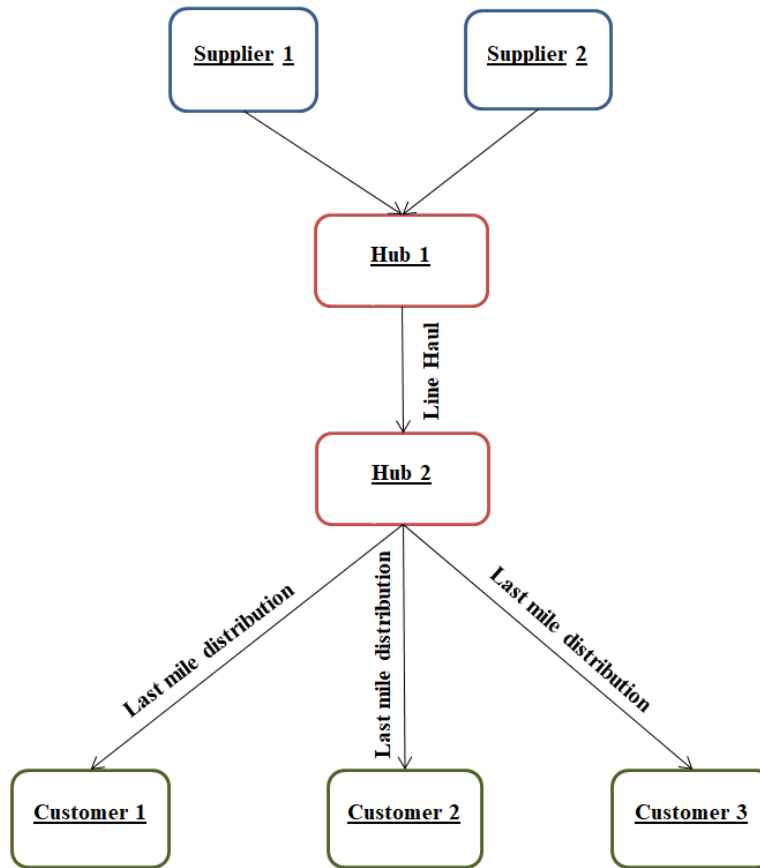 Supplier 1
Supplier 2
Hub 1
Line Haul
Hub 2
Last mile distribution
Last mile distribution
Last mile distribution
Customer 1
Customer 2
Customer 3